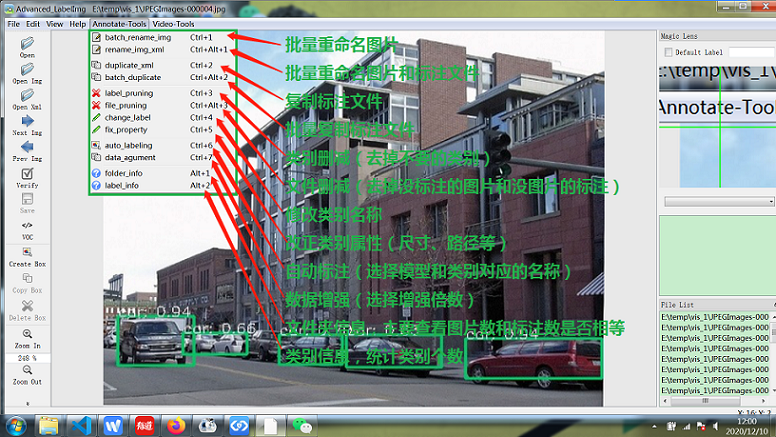 Advanced_LabelImg e:\temp\vis_1\JPEGImages-000004.jpg
File Edit View Help Annotate-Tools Video-Tools
Open
Open
Open Xml
Next Img
Prev Img
Verify
Save
</>
VOC
Create Box
Copy Box
Delete Box
Zoom In
248 %
Zoom Out
batch_rename_img Ctrl+1
rename_img_xml Ctrl+Alt+1
duplicate_xml Ctrl+2
batch_duplicate Ctrl+Alt+2
label_pruning Ctrl+3
file_pruning Ctrl+Alt+3
change_label Ctrl+4
fix_property Ctrl+5
auto_labeling Ctrl+6
data_agument Ctrl+7
folder_info Alt+1
label_info Alt+2
批量重命名图片
批量重命名图片和标注文件
复制标注文件
批量复制标注文件
类别删减（去掉不要的类别）
文件删减（去掉没标注的图片和没图片的标注）
修改类别名称
改正类别属性（尺寸、路径等）
自动标注（选择模型和类别对应的名称）
数据增强（选择增强倍数）
文件夹信息，主要查看图片数和标注数是否相等
类别信息，统计类别个数
0.94
car: 0.66
car: 0.94
Magic Lens
Default Label
:\temp\vis_1\JPEGImages
Annotate-Tool
File List
E:\temp\vis_1\JPEGImages-000
E:\temp\vis_1\JPEGImages-000
E:\temp\vis_1\JPEGImages-000
E:\temp\vis_1\JPEGImages-000
E:\temp\vis_1\JPEGImages-000
E:\temp\vis_1\JPEGImages-000
E:\temp\vis_1\JPEGImages-000
X: 16; Y: 2
有道
12:00
2020/12/10